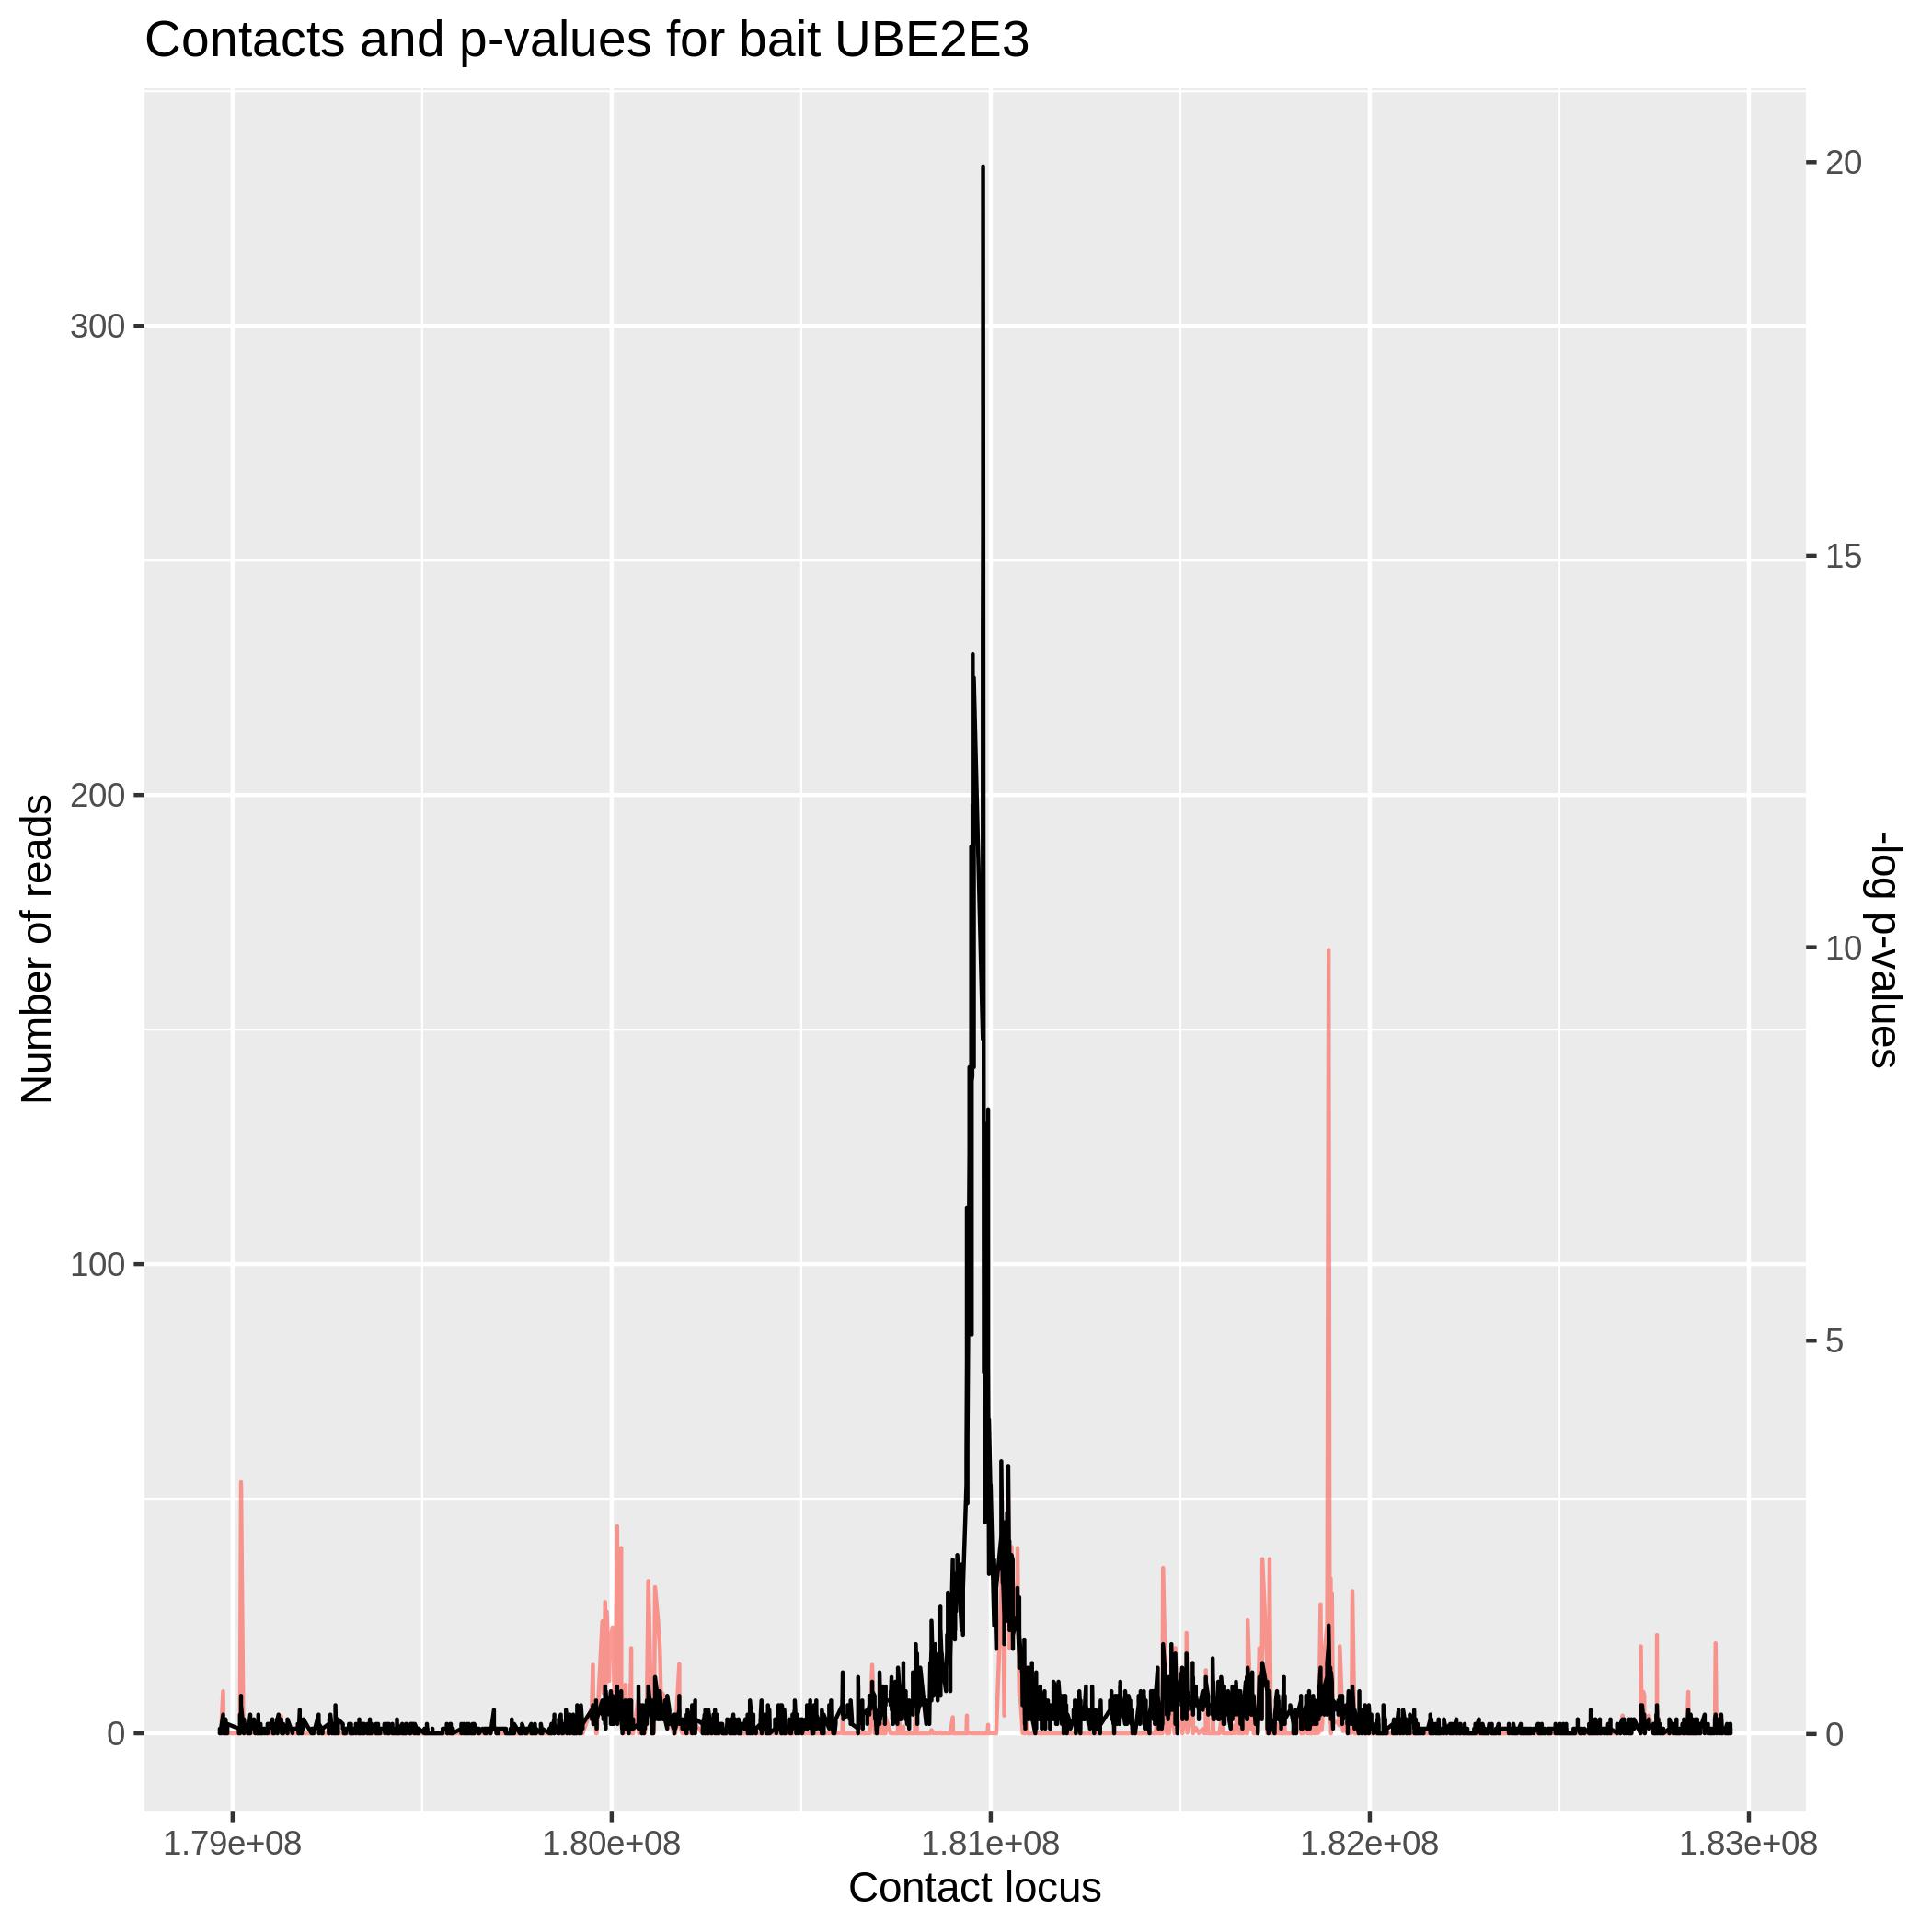 Contacts and p-values for bait UBE2E3
Number of reads
300
200
100
0
20
15
10
5
0
-log p-values
1.79e+08 1.80e+08 1.81e+08 1.82e+08 1.83e+08
Contact locus